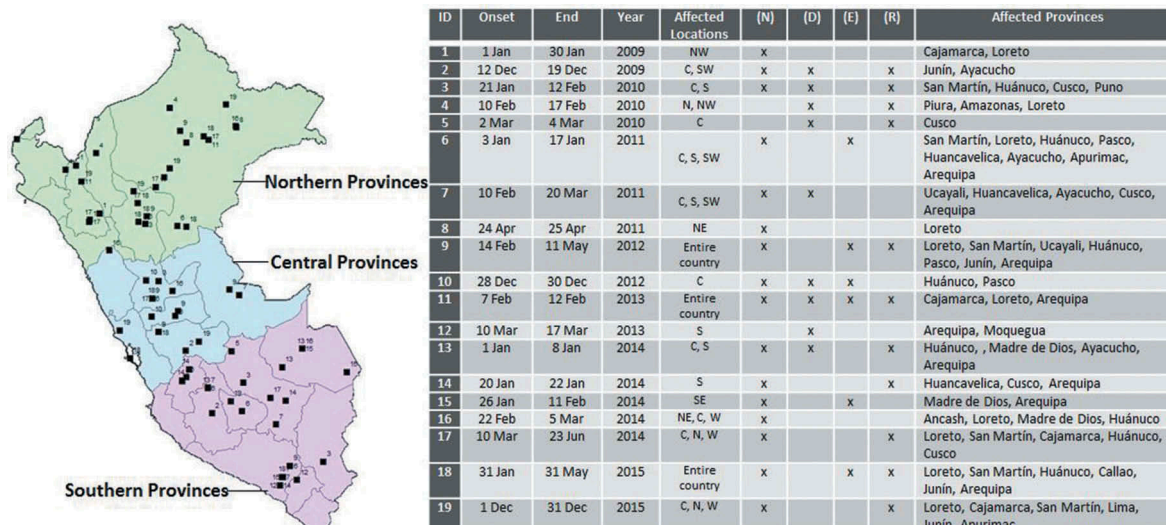 Northern Provinces
Central Provinces
Southern Provinces
ID Onset End Year Affected Locations (N) (D) (E) (R) Affected Provinces
1 1 Jan 30 Jan 2009 NW x Cajamarca, Loreto
2 12 Dec 19 Dec 2009 C, SW x x x Junín, Ayacucho
3 21 Jan 12 Feb 2010 C, S x x x San Martín, Huánuco, Cusco, Puno
4 10 Feb 17 Feb 2010 N, NW x x Piura, Amazonas, Loreto
5 2 Mar 4 Mar 2010 C x x Cusco
6 3 Jan 17 Jan 2011 C, S, SW x x San Martín, Loreto, Huánuco, Pasco,
Huancavelica, Ayacucho, Apurimac,
Arequipa
7 10 Feb 20 Mar 2011 C, S, SW x x Ucayali, Huancavelica, Ayacucho, Cusco,
Arequipa
8 24 Apr 25 Apr 2011 NE x Loreto
9 14 Feb 11 May 2012 Entire country x x x Loreto, San Martín, Ucayali, Huánuco,
Pasco, Junín, Arequipa
10 28 Dec 30 Dec 2012 C x x x Huánuco, Pasco
11 7 Feb 12 Feb 2013 Entire country x x x x Cajamarca, Loreto, Arequipa
12 10 Mar 17 Mar 2013 S x Arequipa, Moquegua
13 1 Jan 8 Jan 2014 C, S x x x Huánuco, , Madre de Dios, Ayacucho,
Arequipa
14 20 Jan 22 Jan 2014 S x x Huancavelica, Cusco, Arequipa
15 26 Jan 11 Feb 2014 SE x x Madre de Dios, Arequipa
16 22 Feb 5 Mar 2014 NE, C, W x Ancash, Loreto, Madre de Dios, Huánuco
17 10 Mar 23 Jun 2014 C, N, W x x Loreto, San Martín, Cajamarca, Huánuco,
Cusco
18 31 Jan 31 May 2015 Entire country x x x Loreto, San Martín, Huánuco, Callao,
Junín, Arequipa
19 1 Dec 31 Dec 2015 C, N, W x x Loreto, Cajamarca, San Martín, Lima,
Junín, Apurimac